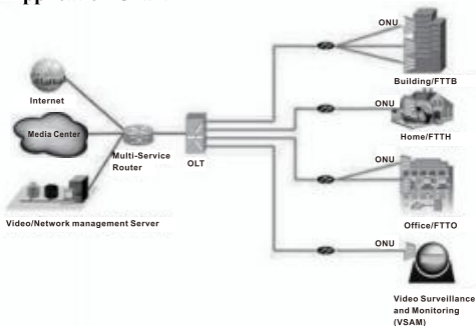 ONU
Building/FTTB
Internet
ONU
Home/FTTH
Media Center
Multi-Service
Router
OLT
ONU
Video/Network management Server
Office/FTTO
ONU
Video Surveillance
and Monitoring
(VSAM)